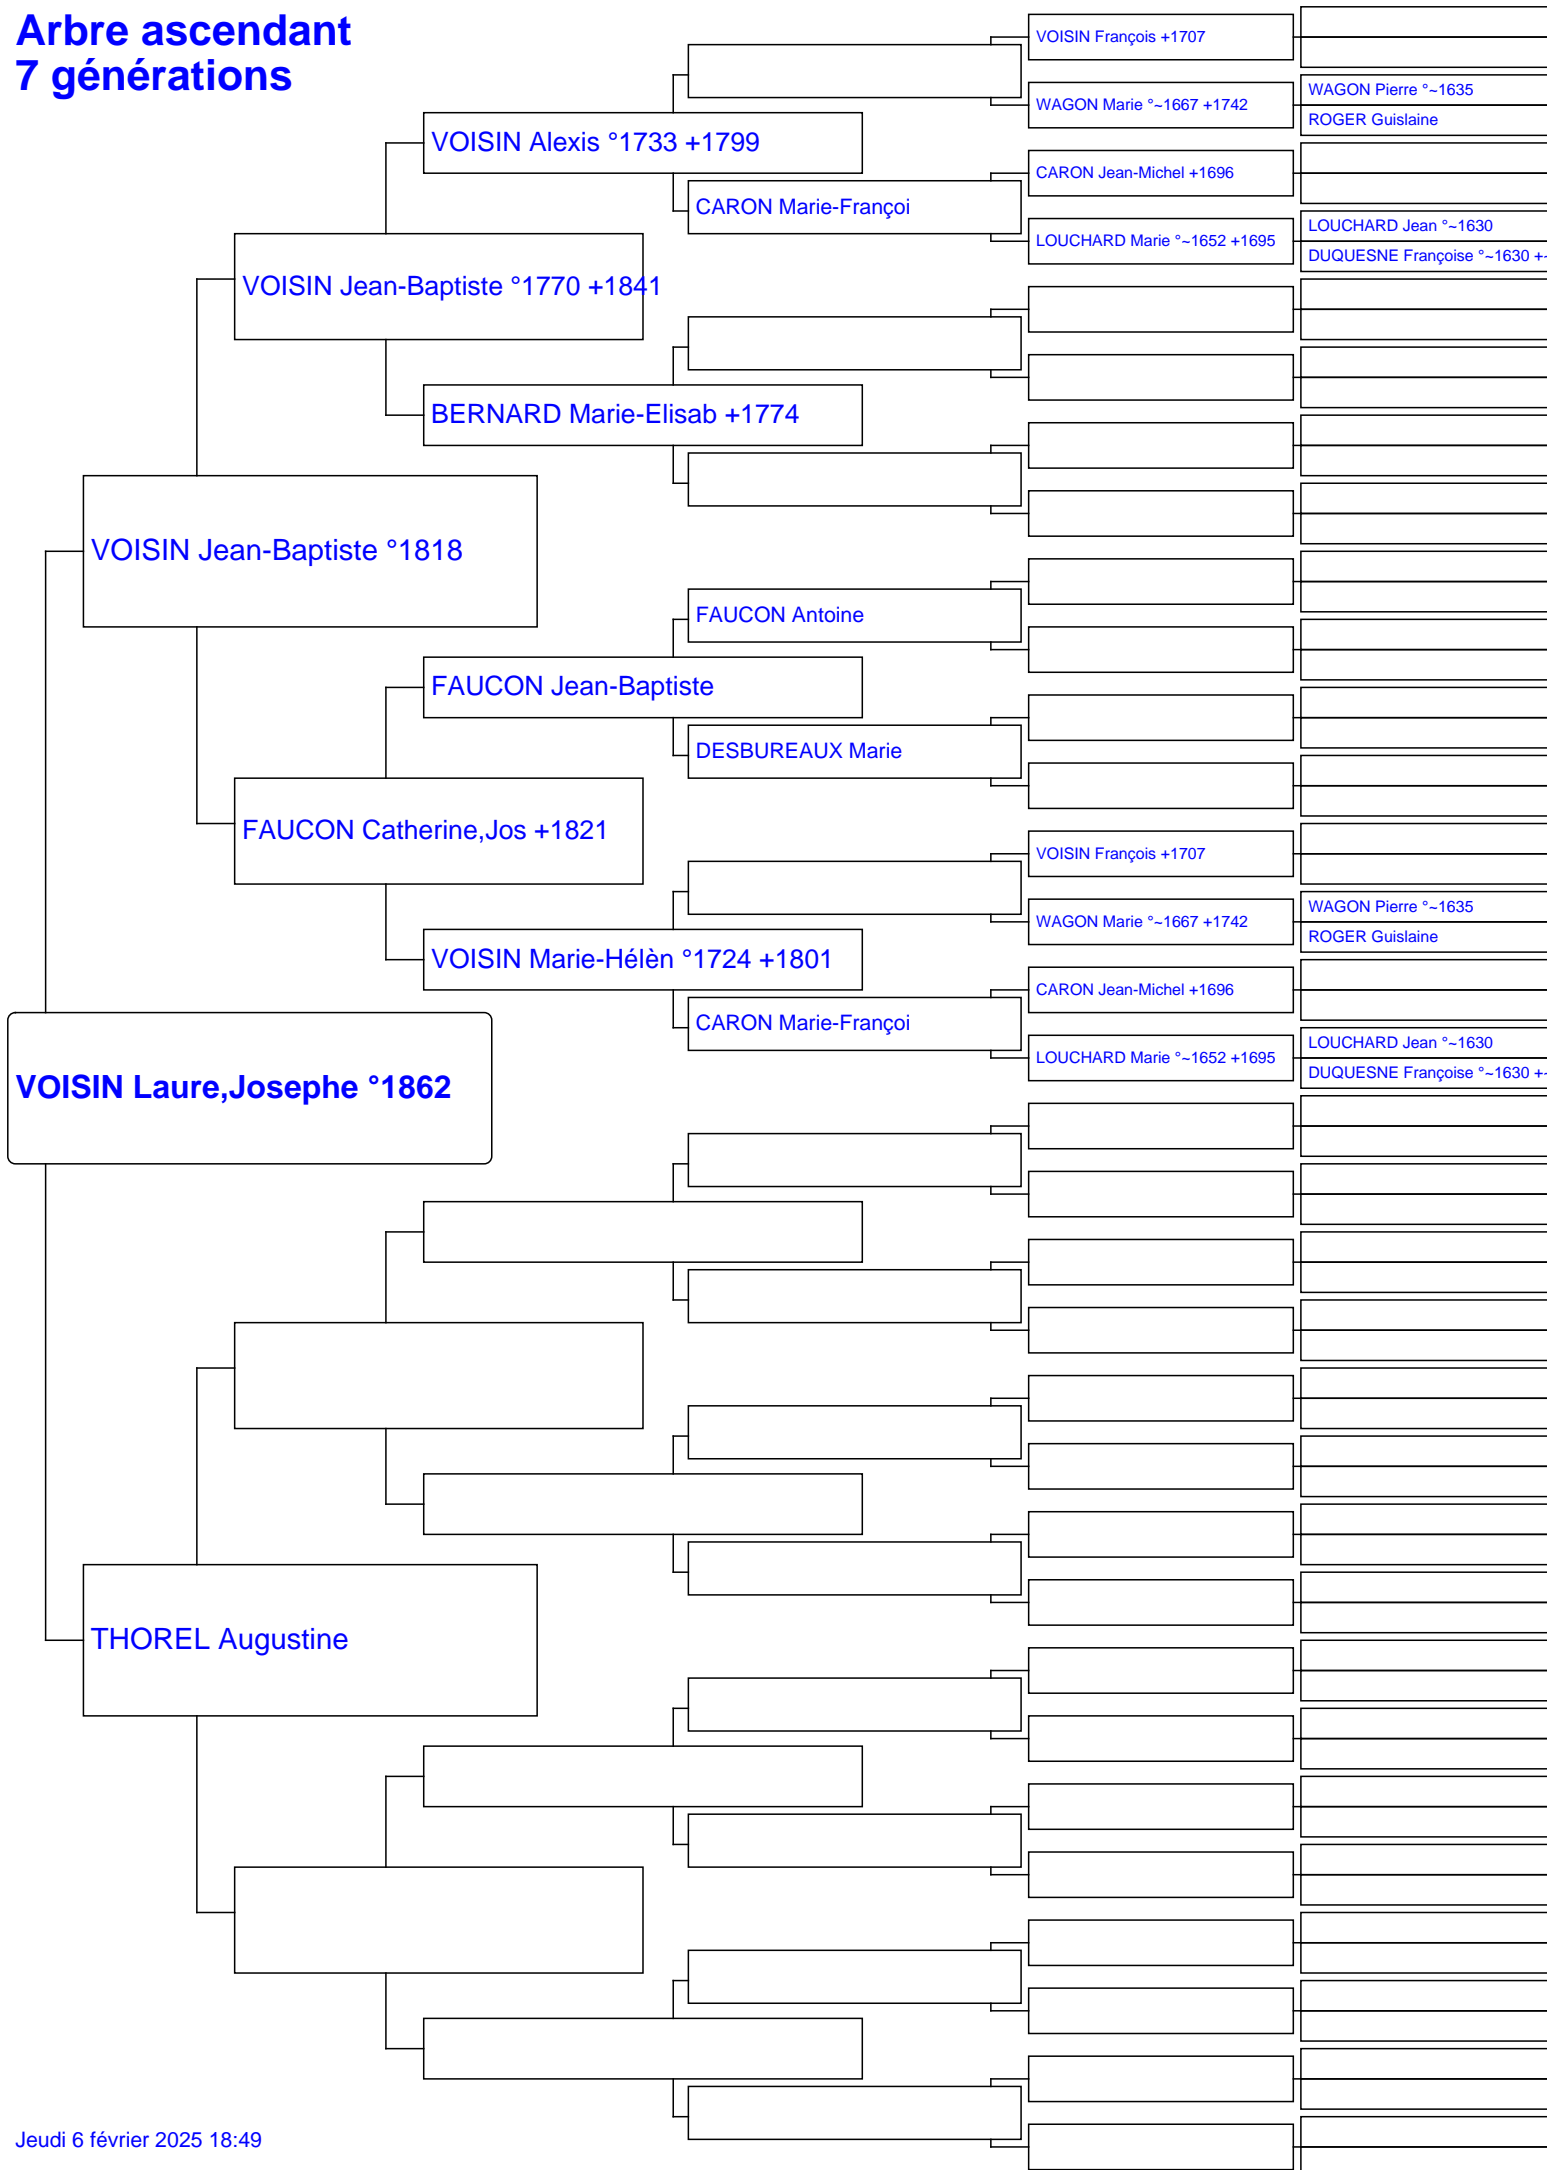 Arbre ascendant
7 générations
VOISIN François +1707
WAGON Marie °~1667 +1742
WAGON Pierre °~1635
ROGER Guislaine
VOISIN Alexis °1733 +1799
CARON Jean-Michel +1696
CARON Marie-Françoi
LOUCHARD Marie °~1652 +1695
LOUCHARD Jean °~1630
DUQUESNE Françoise °~1630 +~
VOISIN Jean-Baptiste °1770 +1841
BERNARD Marie-Elisab +1774
VOISIN Jean-Baptiste °1818
FAUCON Antoine
FAUCON Jean-Baptiste
DESBUREAUX Marie
FAUCON Catherine,Jos +1821
VOISIN François +1707
WAGON Marie °~1667 +1742
WAGON Pierre °~1635
ROGER Guislaine
VOISIN Marie-Hélèn °1724 +1801
CARON Jean-Michel +1696
CARON Marie-Françoi
LOUCHARD Marie °~1652 +1695
LOUCHARD Jean °~1630
DUQUESNE Françoise °~1630 +~
VOISIN Laure,Josephe °1862
THOREL Augustine
Jeudi 6 février 2025 18:49